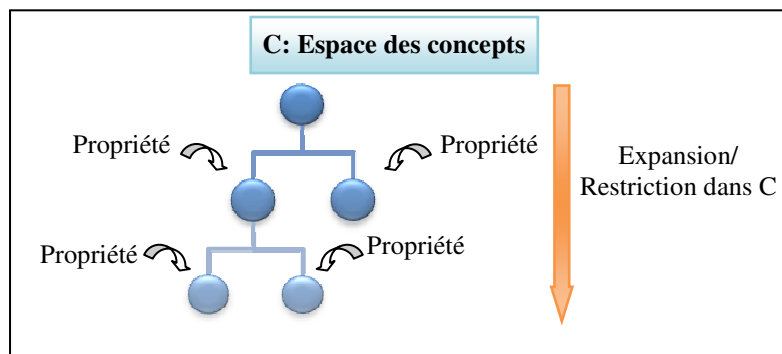 C: Espace des concepts
Propriété
Propriété
Expansion/
Restriction dans C
Propriété
Propriété